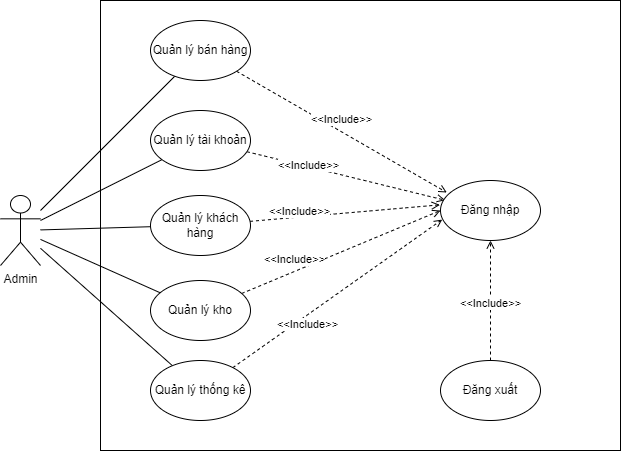 Quản lý bán hàng
<<Include>>
Quản lý tài khoản
<<Include>>
Quản lý khách
hàng
<<Include>>
Đăng nhập
Admin
<<Include>>
Quản lý kho
<<Include>>
<<Include>>
Quản lý thống kê
Đăng xuất